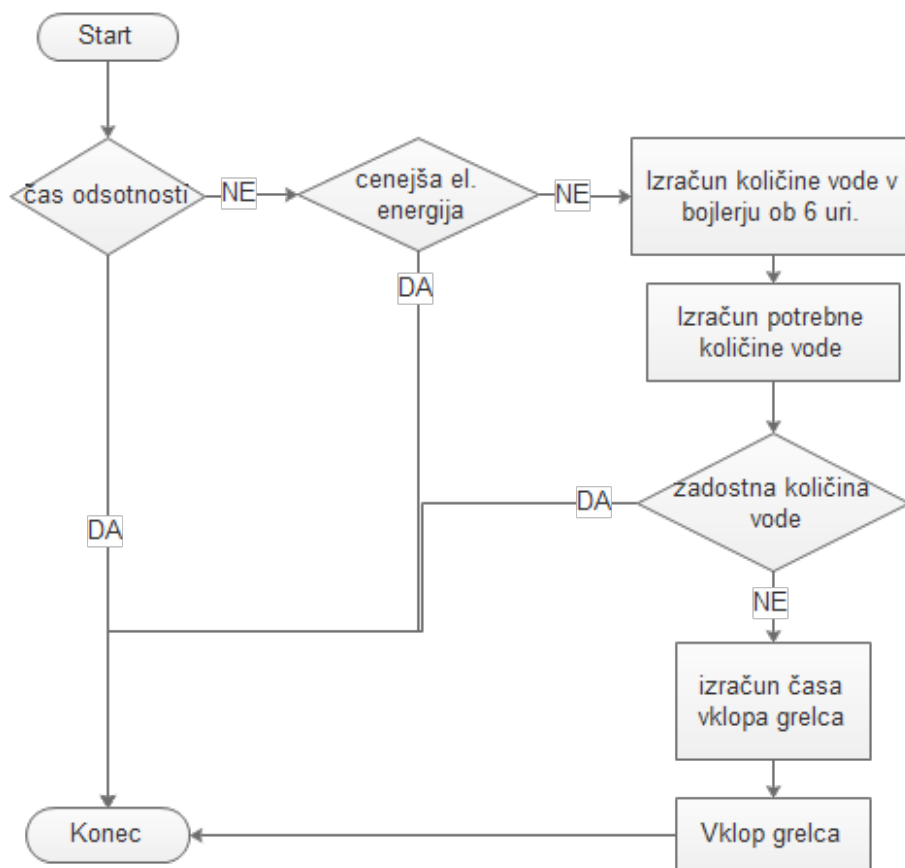 Start
čas odsotnosti
NE
cenejša el.
energija
NE
Izračun količine vode v
bojlerju ob 6 uri.
DA
Izračun potrebne
količine vode
zadostna količina
vode
DA
DA
NE
izračun časa
vklopa grelca
Vklop grelca
Konec